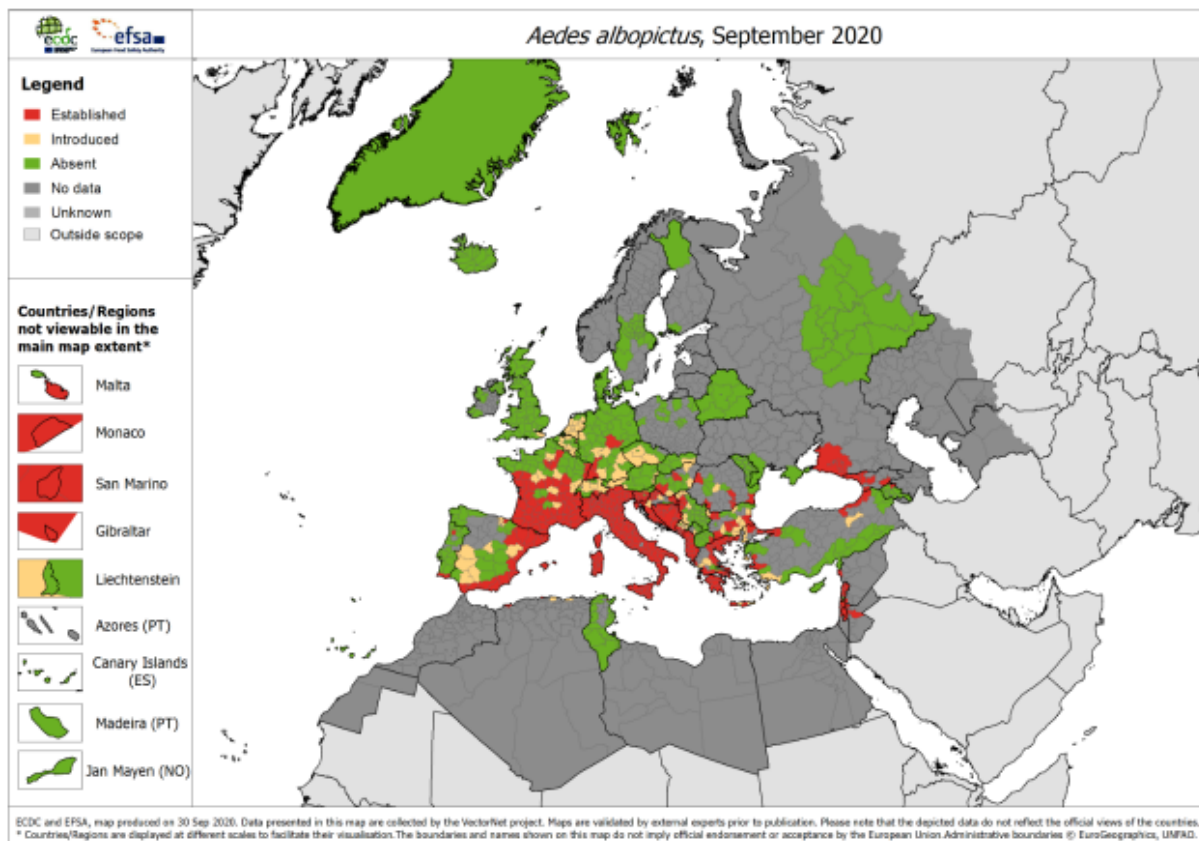 ecdc
efsa
European Food Safety Authority
Aedes albopictus, September 2020
Legend
Established
Introduced
Absent
No data
Unknown
Outside scope
Countries/Regions
not viewable in the
main map extent*
Malta
Monaco
San Marino
Gibraltar
Liechtenstein
Azores (PT)
Canary Islands
(ES)
Madeira (PT)
Jan Mayen (NO)
ECDC and EFSA, map produced on 30 Sep 2020. Data presented in this map are collected by the VectorNet project. Maps are validated by external experts prior to publication. Please note that the depicted data do not reflect the official views of the countries.
* Countries/Regions are displayed at different scales to facilitate their visualisation. The boundaries and names shown on this map do not imply official endorsement or acceptance by the European Union. Administrative boundaries © EuroGeographics, UNFAO.